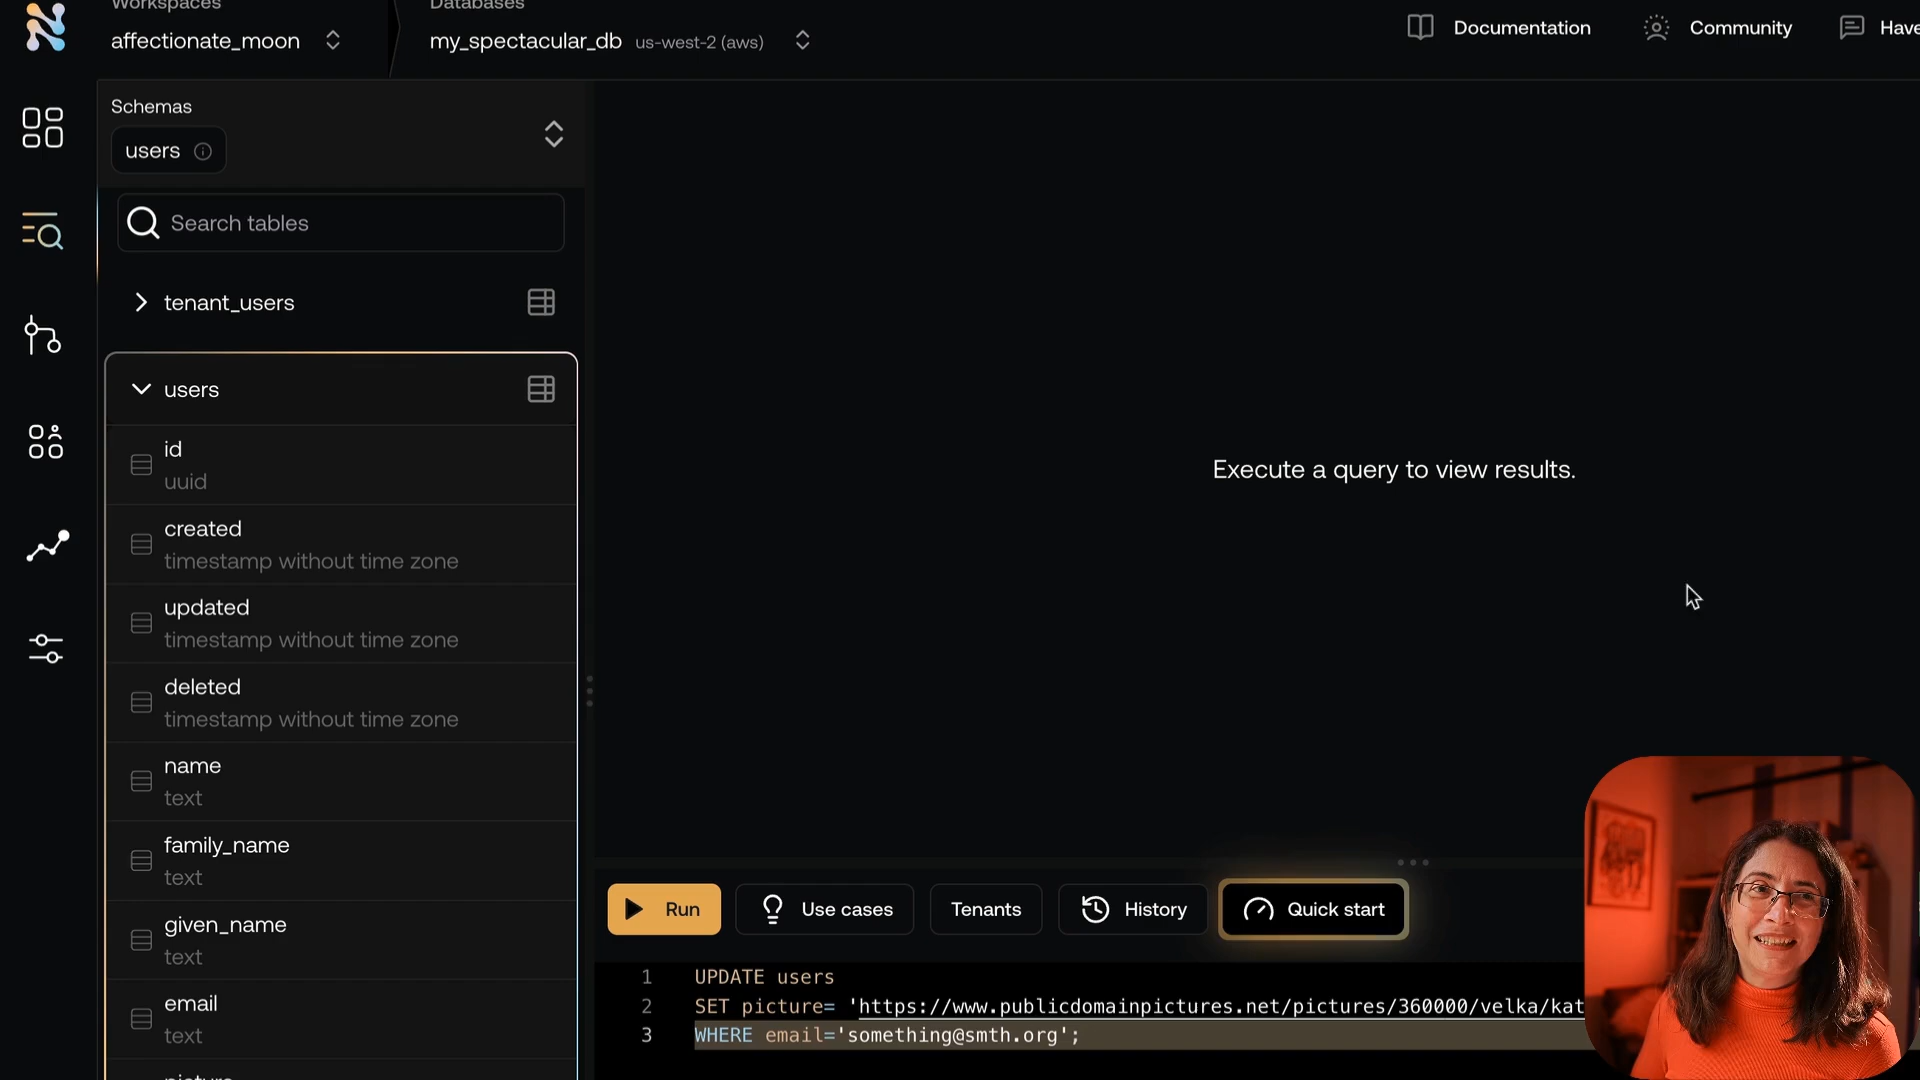 Workspaces
affectionate_moon
Databases
my_spectacular_db us-west-2 (aws)
Documentation
Community
Have
Schemas
users
Search tables
tenant_users
users
id
uuid
created
timestamp without time zone
updated
timestamp without time zone
deleted
timestamp without time zone
name
text
family_name
text
given_name
text
email
text
picture
Execute a query to view results.
Run
Use cases
Tenants
History
Quick start
1 UPDATE users
2 SET picture= 'https://www.publicdomainpictures.net/pictures/360000/velka/kat
3 WHERE email='something@smth.org';